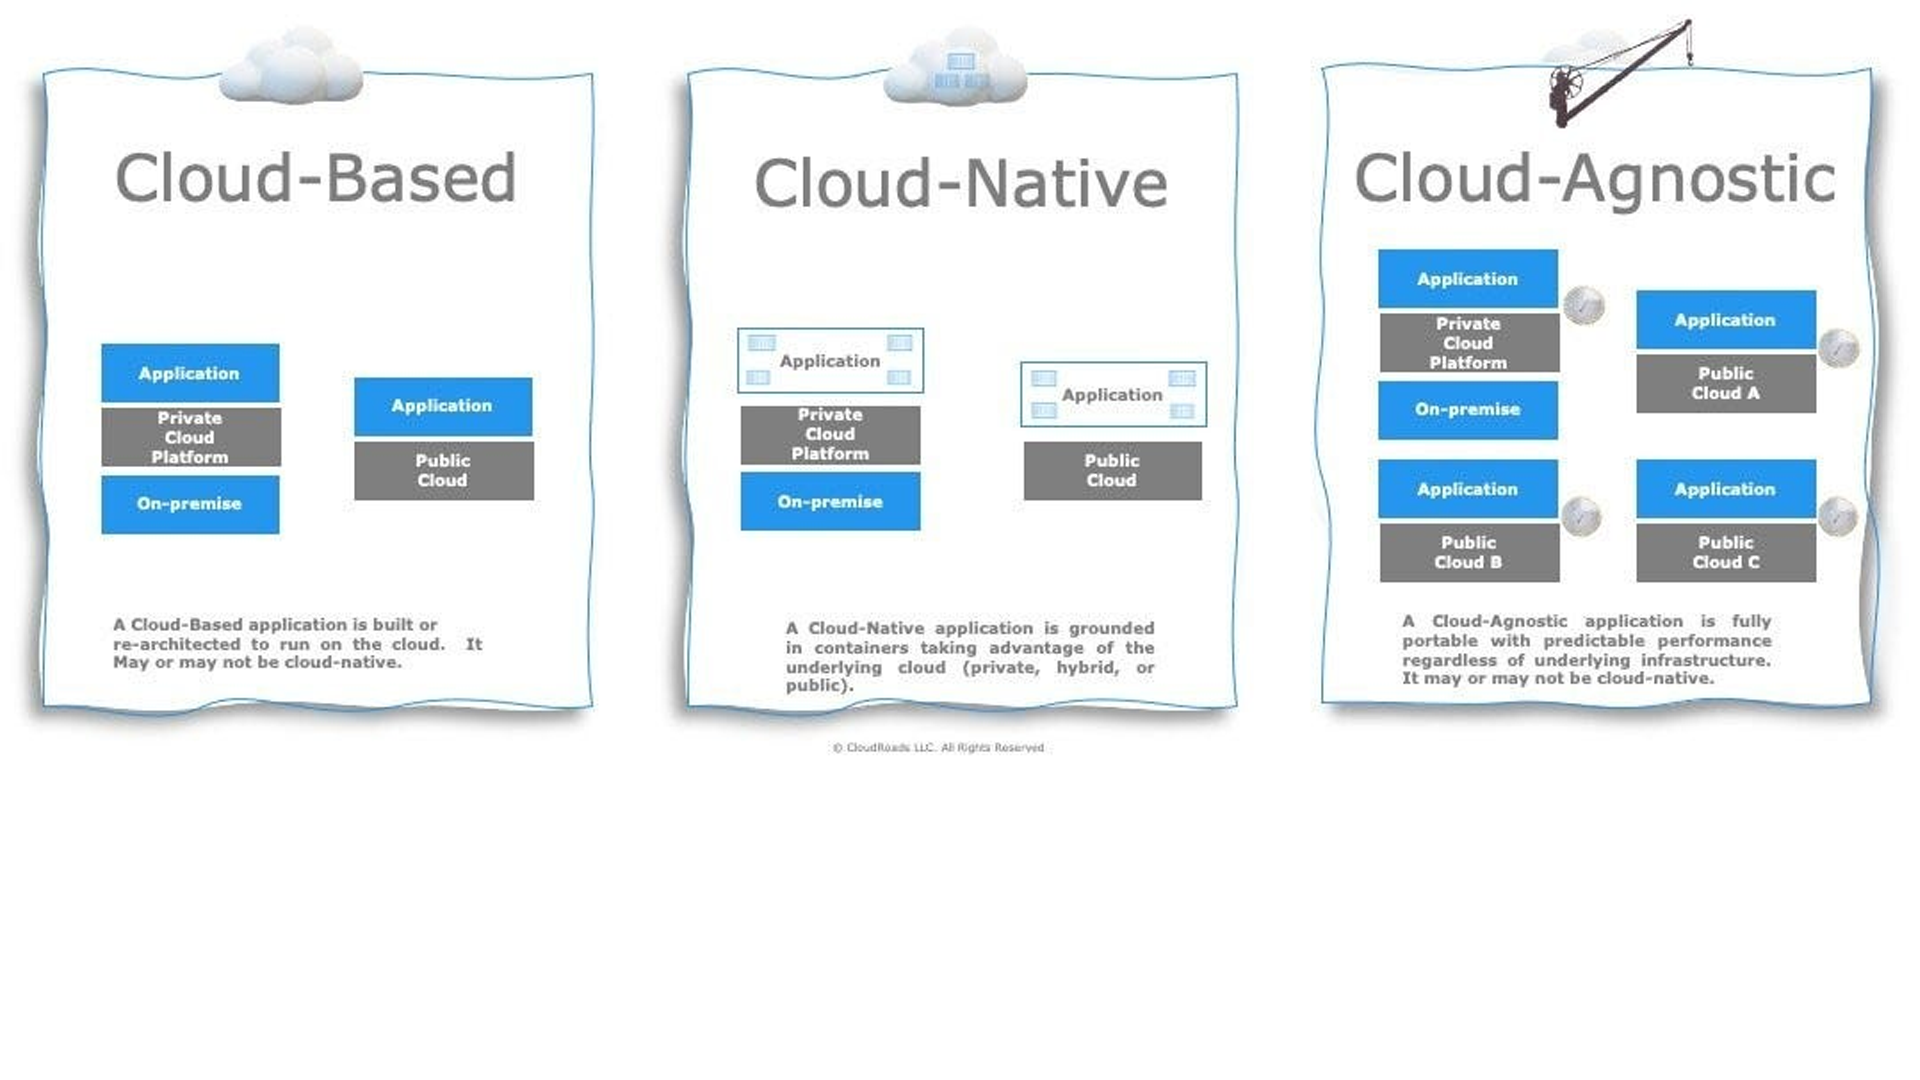 Cloud-Based
Application
Private
Cloud
Platform
On-premise
Application
Public
Cloud
A Cloud-Based application is built or
re-architected to run on the cloud. It
May or may not be cloud-native.
Cloud-Native
Application
Private
Cloud
Platform
On-premise
Application
Public
Cloud
A Cloud-Native application is grounded
in containers taking advantage of the
underlying cloud (private, hybrid, or
public).
Cloud-Agnostic
Application
Private
Cloud
Platform
On-premise
Application
Public
Cloud A
Application
Public
Cloud B
Application
Public
Cloud C
A Cloud-Agnostic application is fully
portable with predictable performance
regardless of underlying infrastructure.
It may or may not be cloud-native.
© CloudRoads LLC. All Rights Reserved